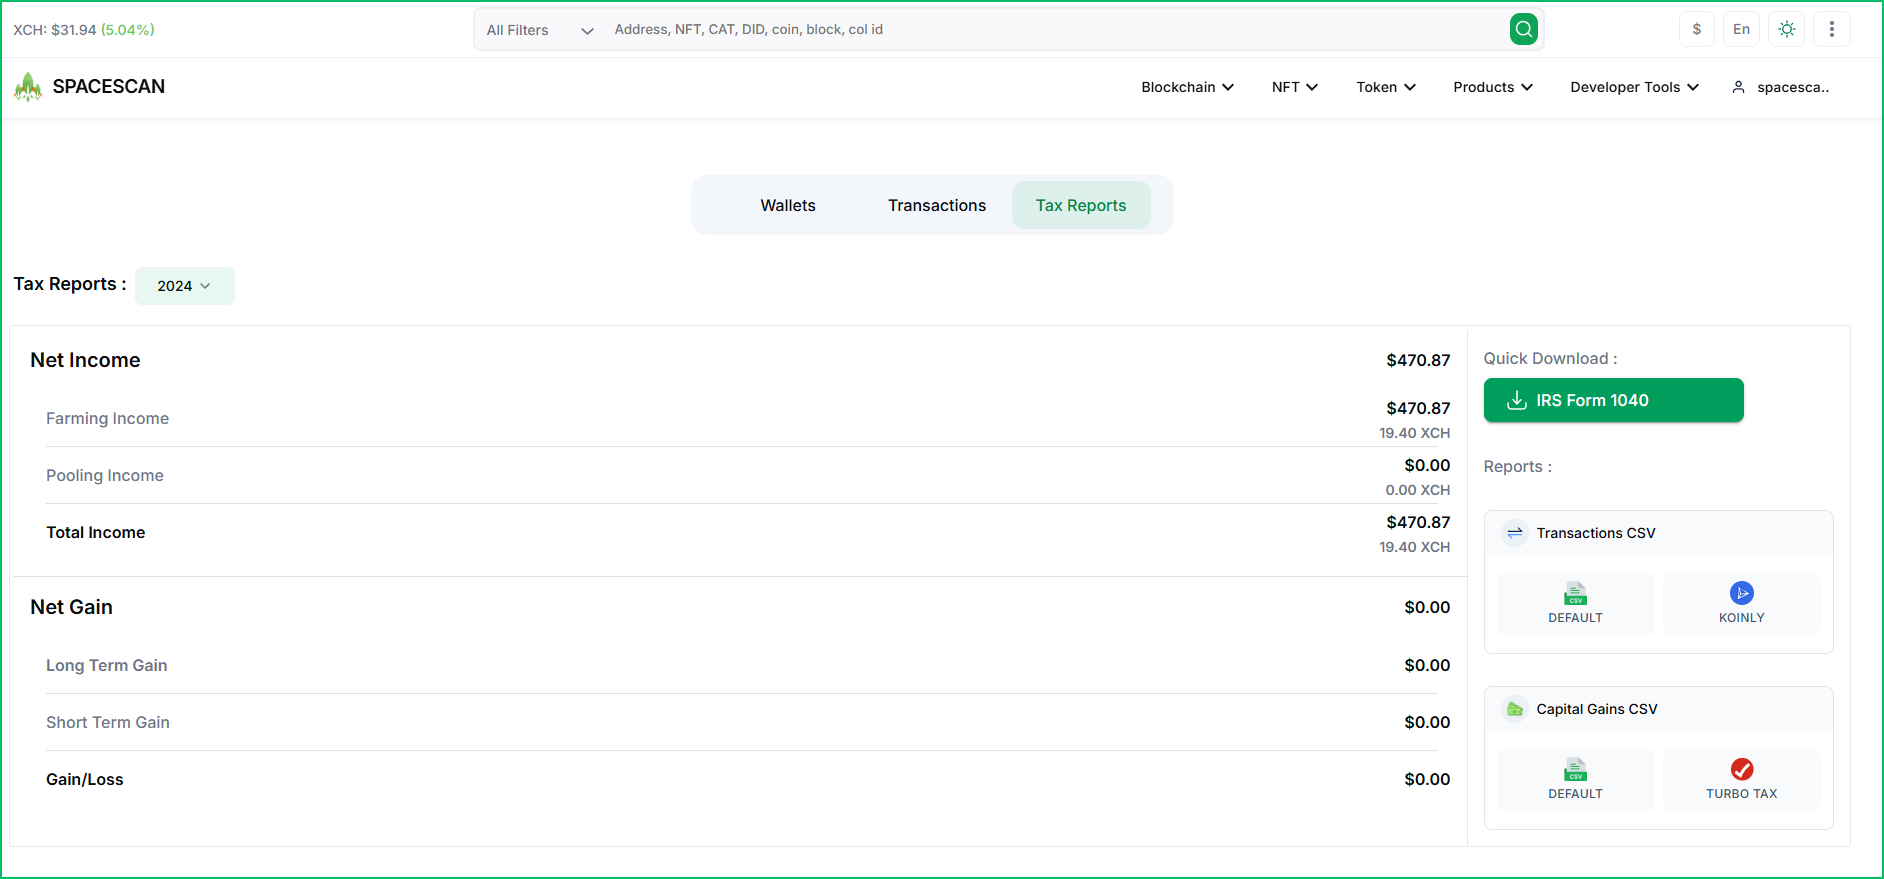 XCH: $31.94 (5.04%)
All Filters
Address, NFT, CAT, DID, coin, block, col id
$
En
SPACESCAN
Blockchain
NFT
Token
Products
Developer Tools
spacesca..
Wallets
Transactions
Tax Reports
Tax Reports :
2024
Net Income
$470.87
Farming Income
$470.87
19.40 XCH
Pooling Income
$0.00
0.00 XCH
Total Income
$470.87
19.40 XCH
Net Gain
$0.00
Long Term Gain
$0.00
Short Term Gain
$0.00
Gain/Loss
$0.00
Quick Download :
IRS Form 1040
Reports :
Transactions CSV
CSV
DEFAULT
KOINLY
Capital Gains CSV
CSV
DEFAULT
TURBO TAX